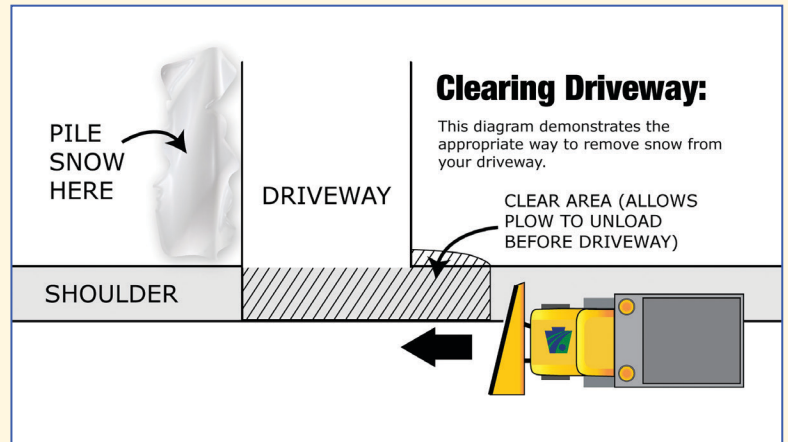 Clearing Driveway:
This diagram demonstrates the
appropriate way to remove snow from
your driveway.
PILE
SNOW
HERE
DRIVEWAY
CLEAR AREA (ALLOWS
PLOW TO UNLOAD
BEFORE DRIVEWAY)
SHOULDER